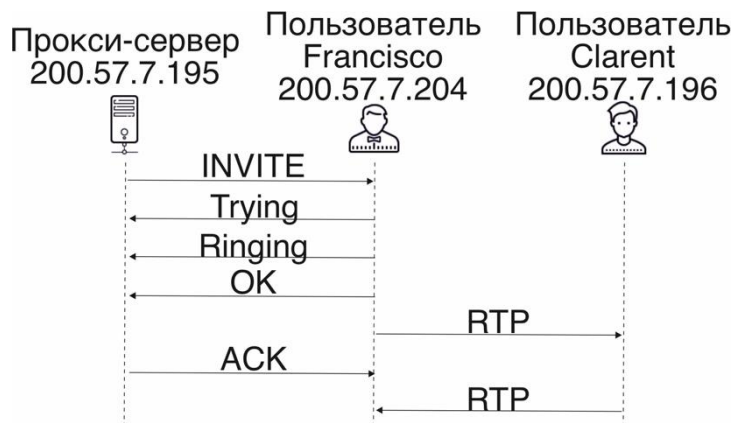 Прокси-сервер
200.57.7.195
Пользователь
Francisco
200.57.7.204
Пользователь
Clarent
200.57.7.196
INVITE
Trying
Ringing
OK
RTP
ACK
RTP